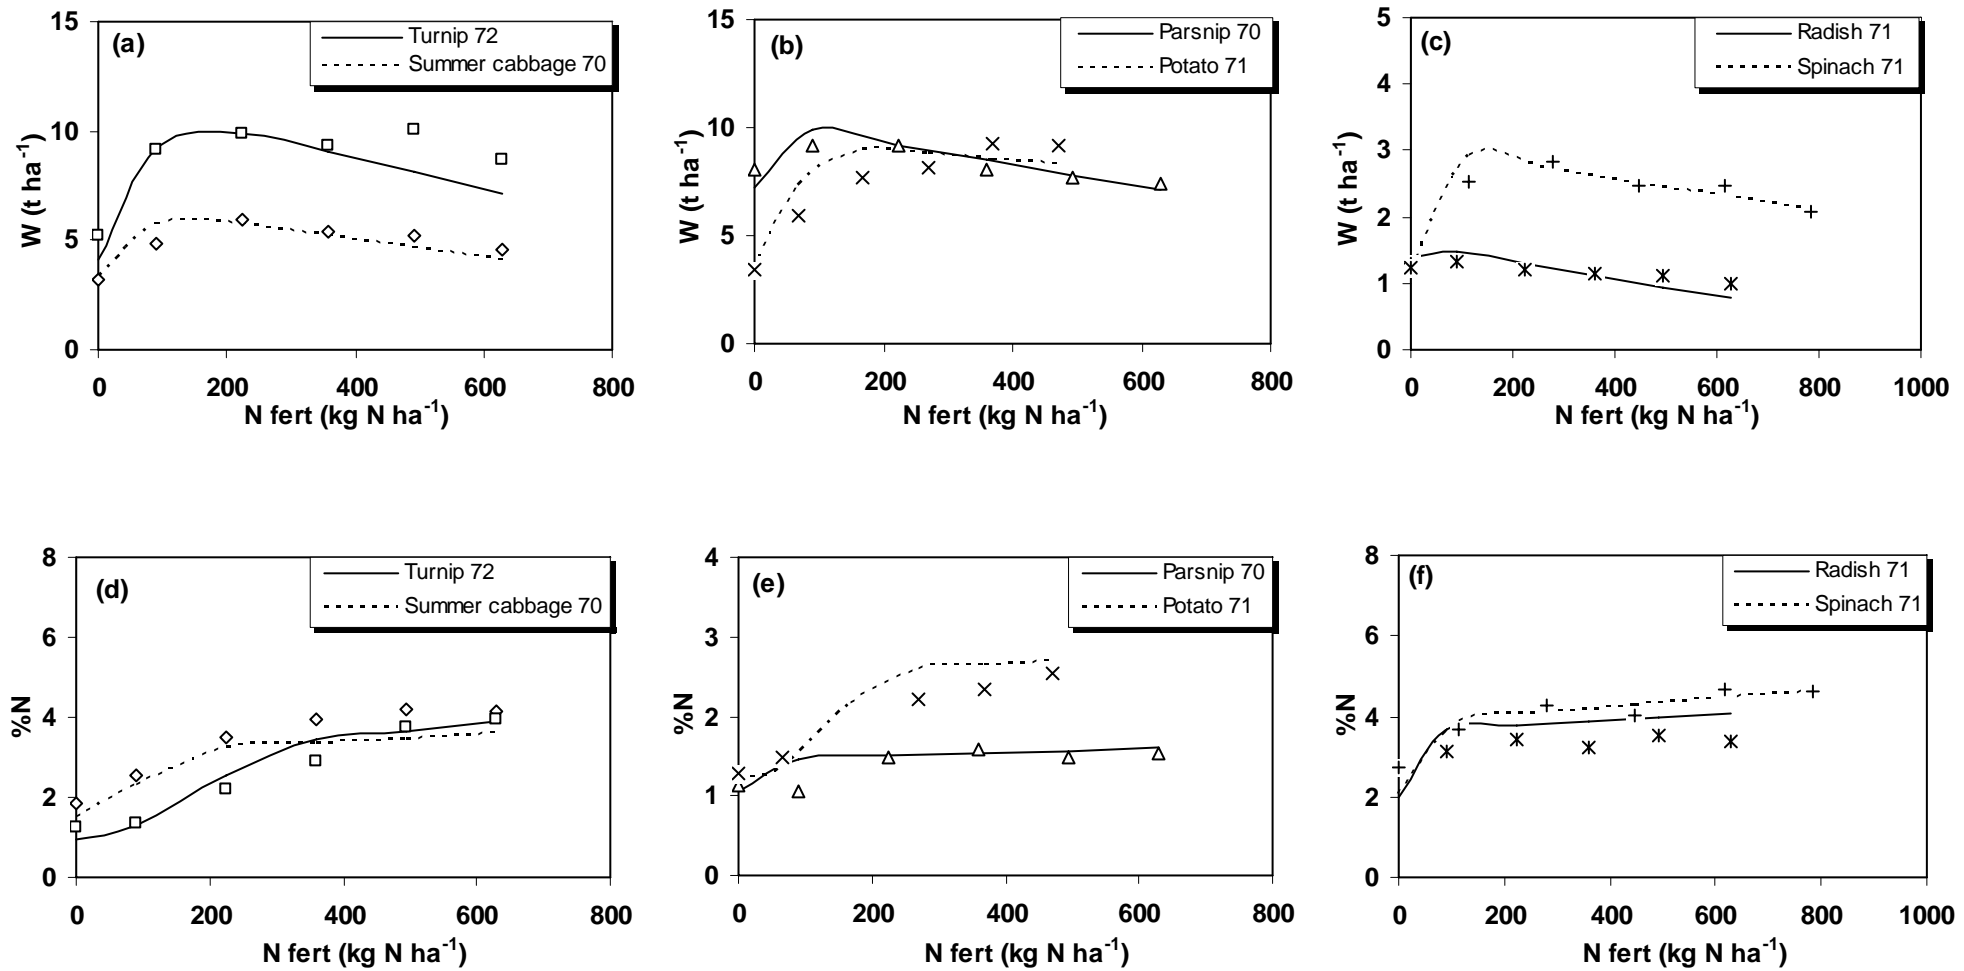 (a)
Turnip 72
Summer cabbage 70
W (t ha⁻¹)
15
10
5
0
0 200 400 600 800
N fert (kg N ha⁻¹)
(b)
Parsnip 70
Potato 71
W (t ha⁻¹)
15
10
5
0
0 200 400 600 800
N fert (kg N ha⁻¹)
(c)
Radish 71
Spinach 71
W (t ha⁻¹)
5
4
3
2
1
0
0 200 400 600 800 1000
N fert (kg N ha⁻¹)
(d)
Turnip 72
Summer cabbage 70
%N
8
6
4
2
0
0 200 400 600 800
N fert (kg N ha⁻¹)
(e)
Parsnip 70
Potato 71
%N
4
3
2
1
0
0 200 400 600 800
N fert (kg N ha⁻¹)
(f)
Radish 71
Spinach 71
%N
8
6
4
2
0
0 200 400 600 800 1000
N fert (kg N ha⁻¹)